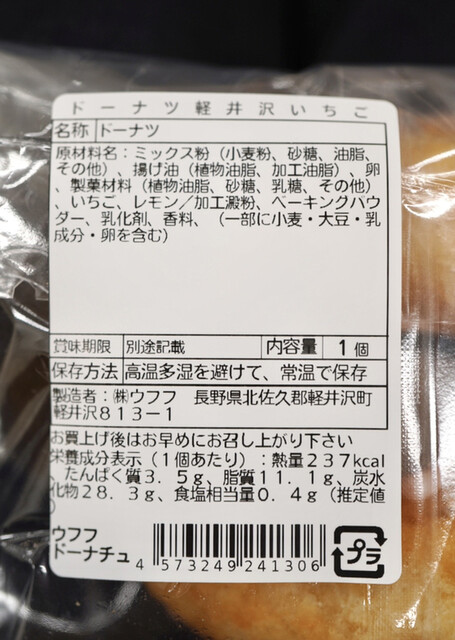 ドーナツ軽井沢いちご
名称 ドーナツ
原材料名：ミックス粉（小麦粉、砂糖、油脂、
その他）、揚げ油（植物油脂、加工油脂）、卵
、製菓材料（植物油脂、砂糖、乳糖、その他）
、いちご、レモン／加工澱粉、ベーキングパウ
ダー、乳化剤、香料、（一部に小麦・大豆・乳
成分・卵を含む）
賞味期限 別途記載 内容量 1個
保存方法 高温多湿を避けて、常温で保存
製造者：㈱ウフフ 長野県北佐久郡軽井沢町
軽井沢８１３－１
お買上げ後はお早めにお召し上がり下さい
栄養成分表示（１個あたり）：熱量２３７kcal
、たんぱく質３．５g、脂質１１．１g、炭水
化物２８．３g、食塩相当量０．４g（推定値
）
ウフフ
ドーナチュ
4 573249 241306
プラ